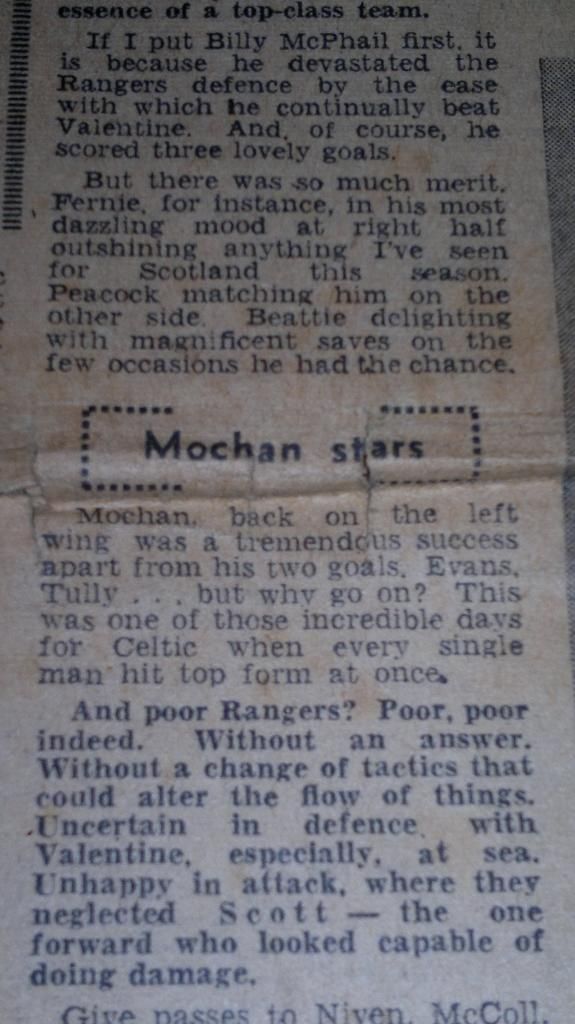 essence of a top-class team.
If I put Billy McPhail first, it
is because he devastated the
Rangers defence by the ease
with which he continually beat
Valentine. And, of course, he
scored three lovely goals.
But there was so much merit.
Fernie, for instance, in his most
dazzling mood at right half
outshining anything I've seen
for Scotland this season.
Peacock matching him on the
other side. Beattie delighting
with magnificent saves on the
few occasions he had the chance.
Mochan stars
Mochan, back on the left
wing was a tremendous success
apart from his two goals. Evans,
Tully . . . but why go on? This
was one of those incredible days
for Celtic when every single
man hit top form at once.
And poor Rangers? Poor, poor
indeed. Without an answer.
Without a change of tactics that
could alter the flow of things.
Uncertain in defence, with
Valentine, especially, at sea.
Unhappy in attack, where they
neglected Scott — the one
forward who looked capable of
doing damage.
Give passes to Niven, McColl,